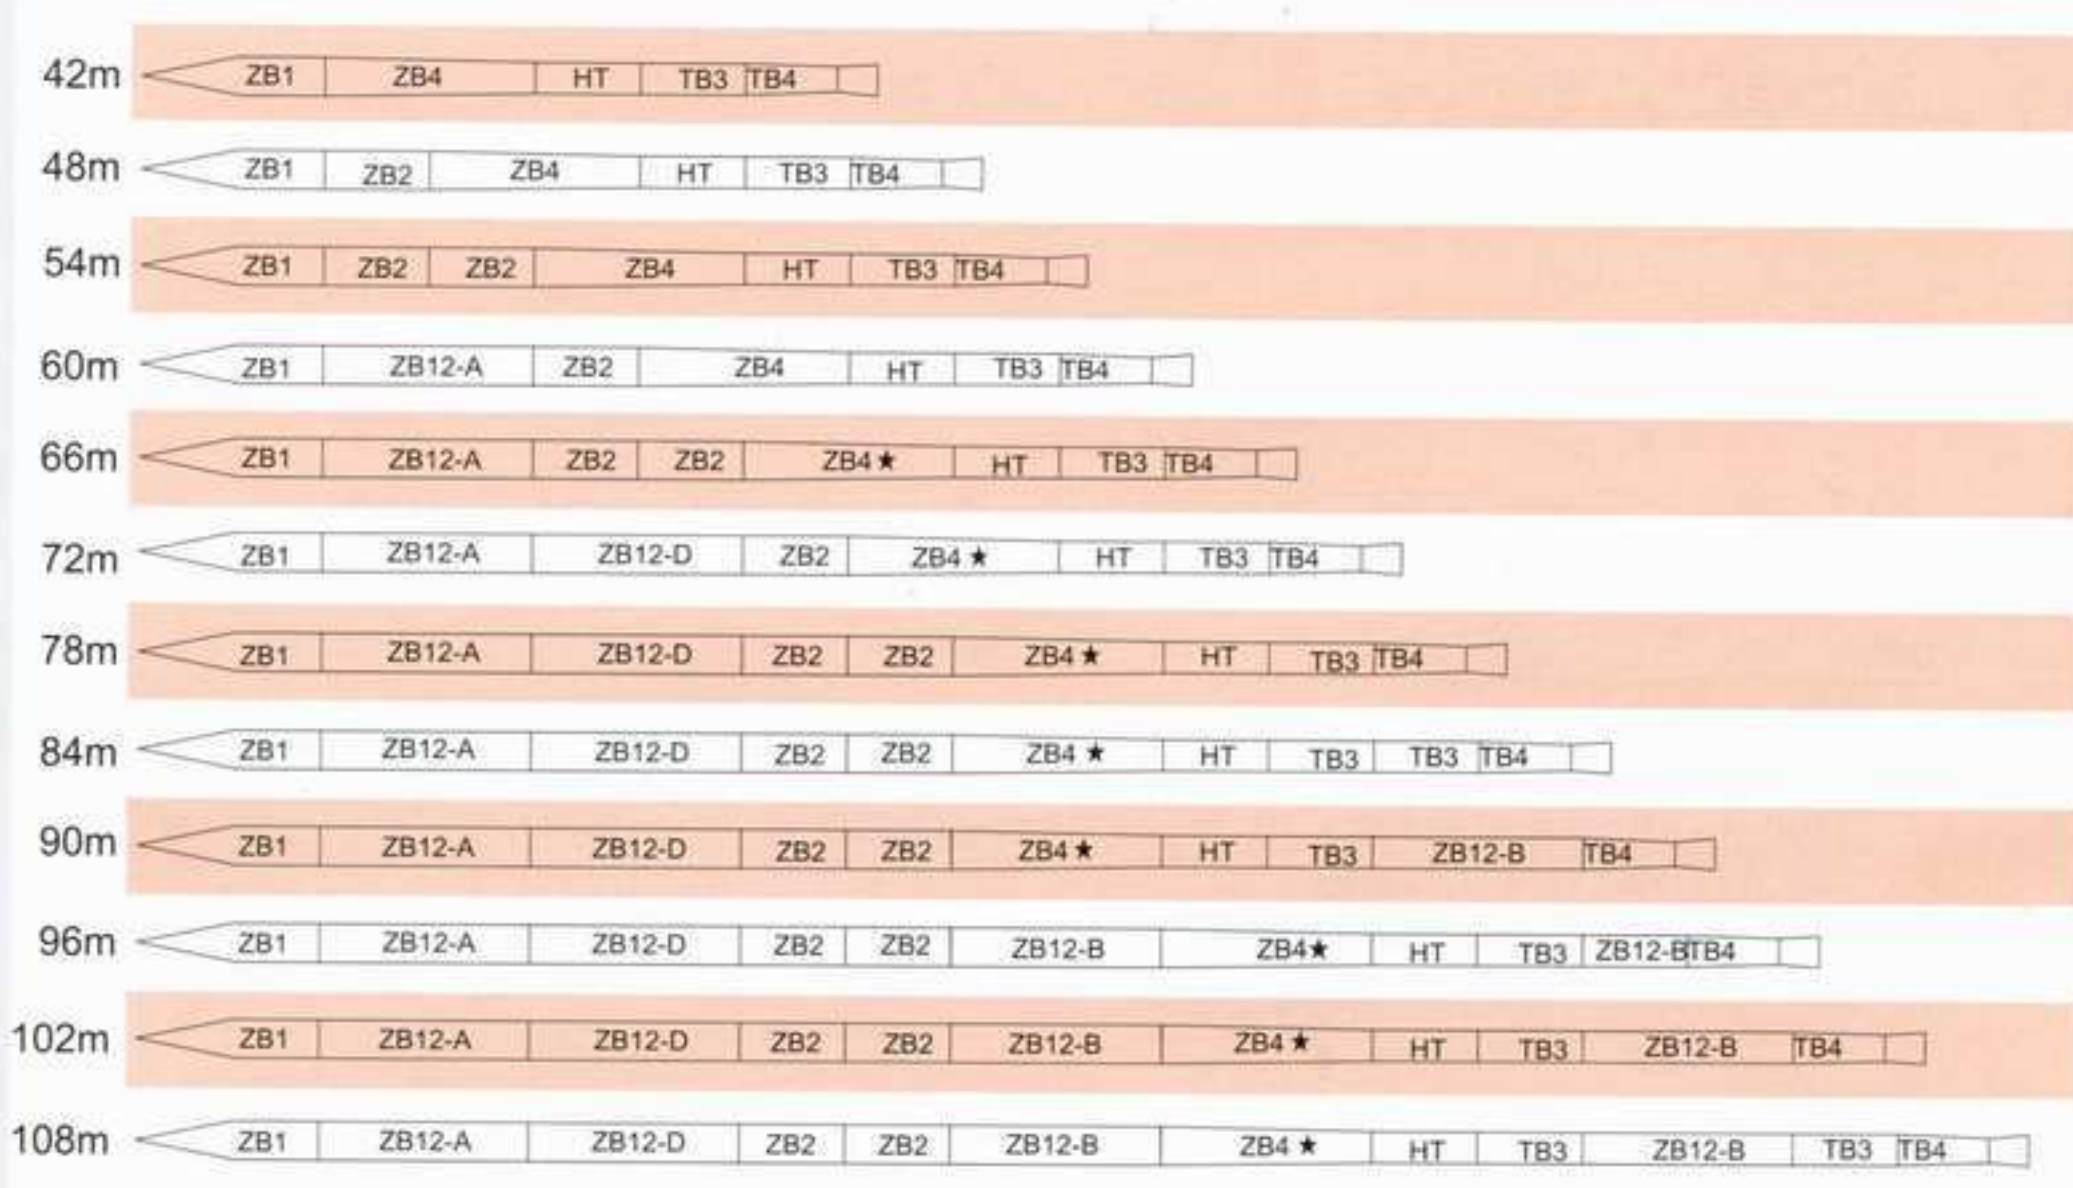 42m ZB1 ZB4 HT TB3 TB4
48m ZB1 ZB2 ZB4 HT TB3 TB4
54m ZB1 ZB2 ZB2 ZB4 HT TB3 TB4
60m ZB1 ZB12-A ZB2 ZB4 HT TB3 TB4
66m ZB1 ZB12-A ZB2 ZB2 ZB4★ HT TB3 TB4
72m ZB1 ZB12-A ZB12-D ZB2 ZB4★ HT TB3 TB4
78m ZB1 ZB12-A ZB12-D ZB2 ZB2 ZB4★ HT TB3 TB4
84m ZB1 ZB12-A ZB12-D ZB2 ZB2 ZB4★ HT TB3 TB3 TB4
90m ZB1 ZB12-A ZB12-D ZB2 ZB2 ZB4★ HT TB3 ZB12-B TB4
96m ZB1 ZB12-A ZB12-D ZB2 ZB2 ZB12-B ZB4★ HT TB3 ZB12-B TB4
102m ZB1 ZB12-A ZB12-D ZB2 ZB2 ZB12-B ZB4★ HT TB3 ZB12-B TB4
108m ZB1 ZB12-A ZB12-D ZB2 ZB2 ZB12-B ZB4★ HT TB3 ZB12-B TB3 TB4